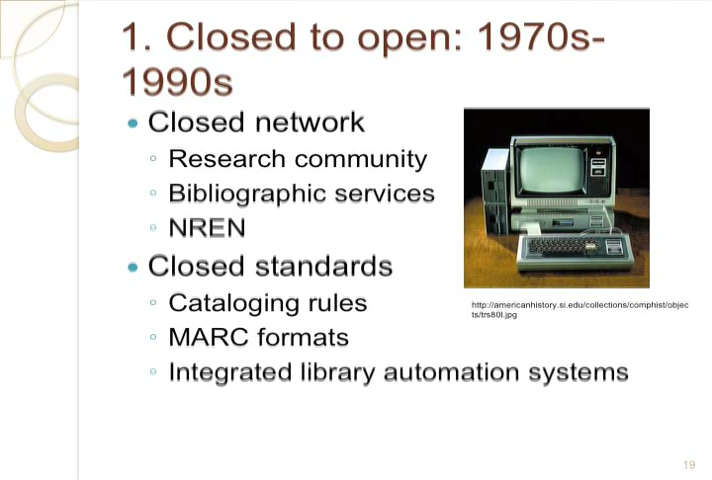 1. Closed to open: 1970s-
1990s
Closed network
Research community
Bibliographic services
NREN
Closed standards
Cataloging rules
MARC formats
Integrated library automation systems
http://americanhistory.si.edu/collections/comphist/objec
ts/trs80l.jpg
19